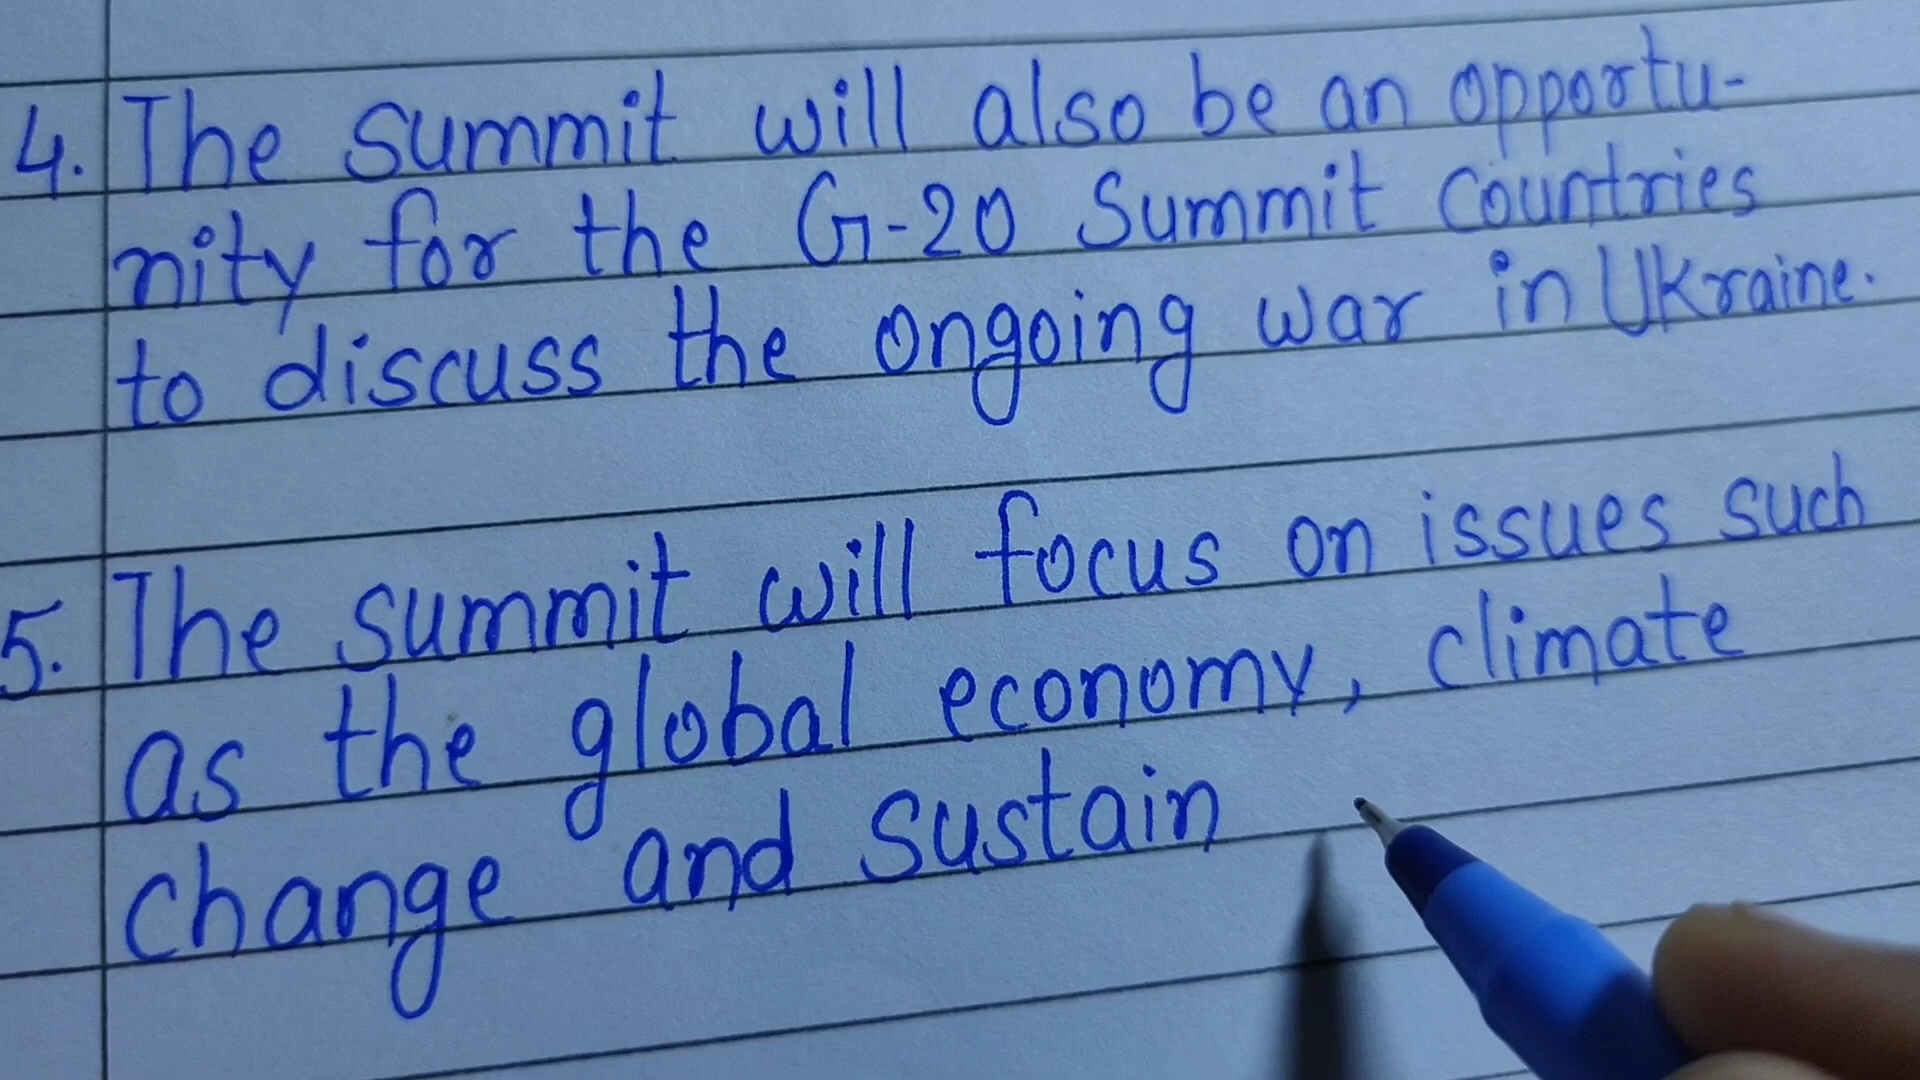 4. The Summit will also be an opportu-
nity for the G-20 Summit Countries
to discuss the ongoing war in Ukraine.
5. The summit will focus on issues such
as the global economy, climate
change and sustain